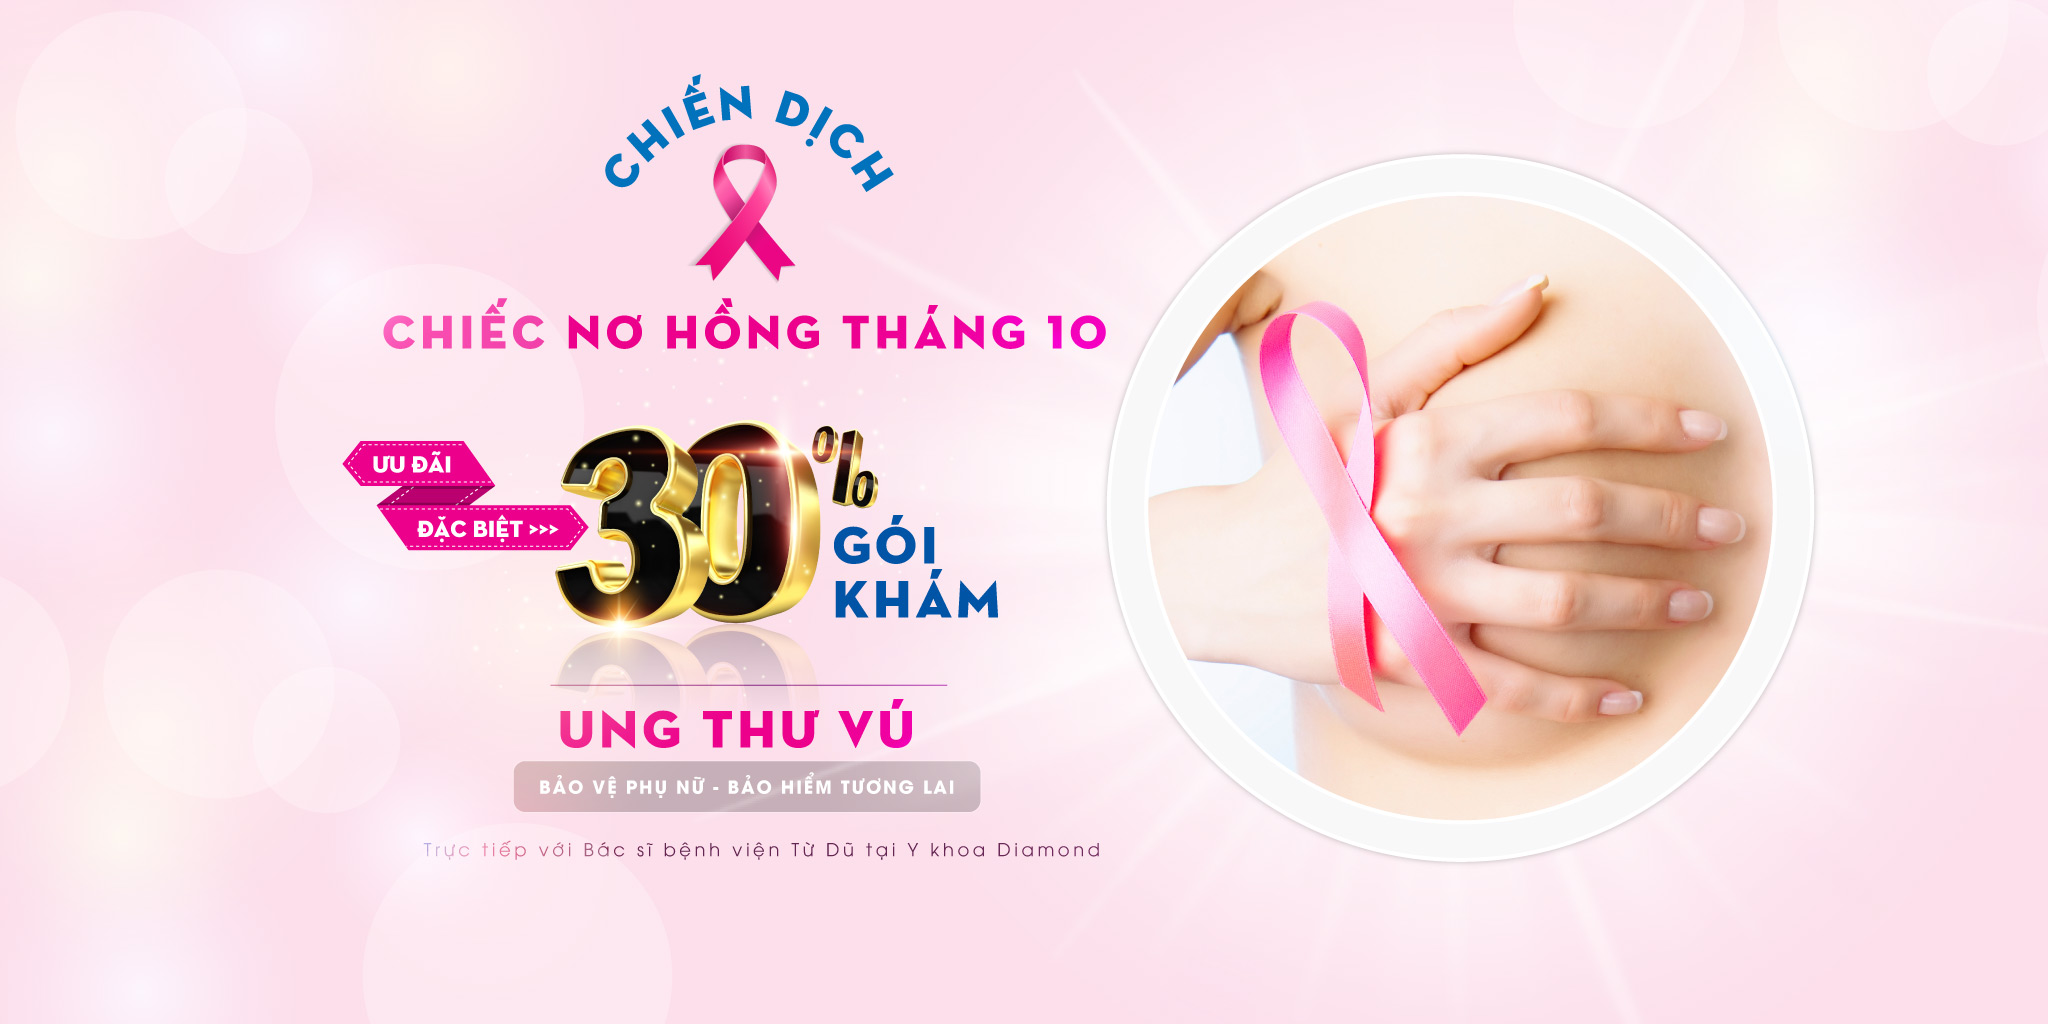 CHIẾN DỊCH
CHIẾC NƠ HỒNG THÁNG 10
ƯU ĐÃI
ĐẶC BIỆT >>>
30%
GÓI
KHÁM
UNG THƯ VÚ
BẢO VỆ PHỤ NỮ - BẢO HIỂM TƯƠNG LAI
Trực tiếp với Bác sĩ bệnh viện Từ Dũ tại Y khoa Diamond